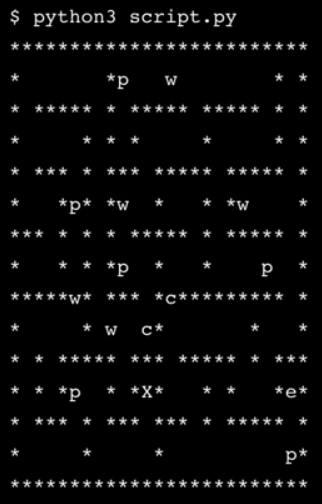 $ python3 script.py
*************************
*       *p   w        * *
* ***** * ***** ***** * *
*     * * *     *     * *
* *** * *** ***** ***** *
*   *p* *w  *   * *w    *
*** * * * ***** * ***** *
*   * * *p  *   *    p  *
*****w* *** *c********* *
*     * w  c*       *   *
* * ***** *** ***** * ***
* * *p  * *X*   * *   *e*
* *** * *** *** * ***** *
*     *     *          p*
*************************